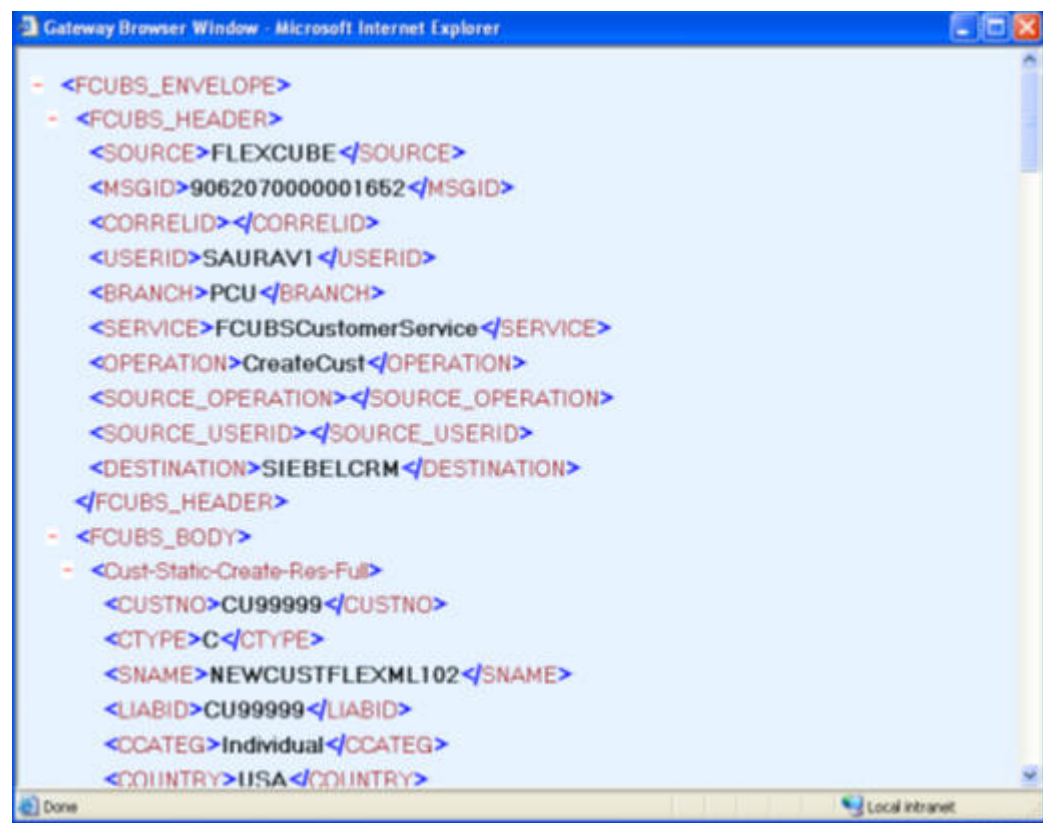 Gateway Browser Window - Microsoft Internet Explorer
- <FCUBS_ENVELOPE>
- <FCUBS_HEADER>
<SOURCE>FLEXCUBE</SOURCE>
<MSGID>9062070000001652</MSGID>
<CORRELID></CORRELID>
<USERID>SAURAV1</USERID>
<BRANCH>PCU</BRANCH>
<SERVICE>FCUBSCustomerService</SERVICE>
<OPERATION>CreateCust</OPERATION>
<SOURCE_OPERATION></SOURCE_OPERATION>
<SOURCE_USERID></SOURCE_USERID>
<DESTINATION>SIEBELCRM</DESTINATION>
</FCUBS_HEADER>
- <FCUBS_BODY>
- <Cust-Static-Create-Res-Full>
<CUSTNO>CU99999</CUSTNO>
<CTYPE>C</CTYPE>
<SNAME>NEWCUSTFLEXML102</SNAME>
<LIABID>CU99999</LIABID>
<CCATEG>Individual</CCATEG>
<COUNTRY>USA</COUNTRY>
Done Local intranet